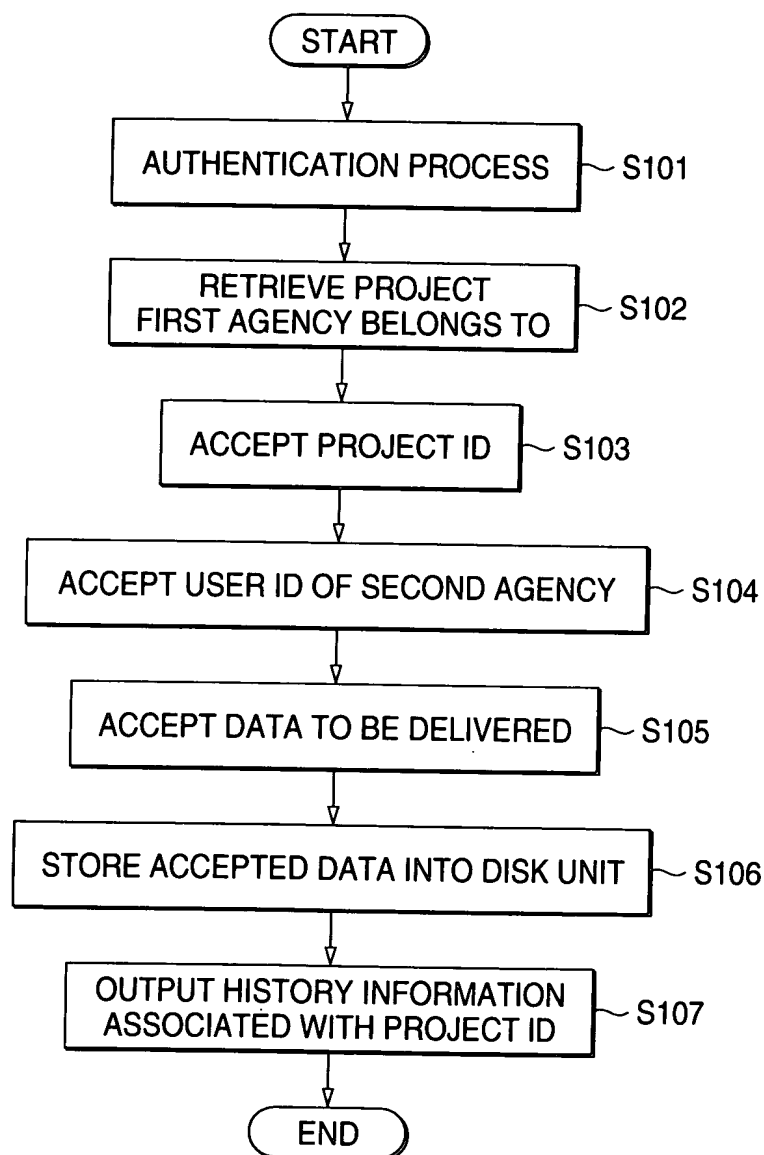 START
AUTHENTICATION PROCESS
S101
RETRIEVE PROJECT
FIRST AGENCY BELONGS TO
S102
ACCEPT PROJECT ID
S103
ACCEPT USER ID OF SECOND AGENCY
S104
ACCEPT DATA TO BE DELIVERED
S105
STORE ACCEPTED DATA INTO DISK UNIT
S106
OUTPUT HISTORY INFORMATION
ASSOCIATED WITH PROJECT ID
S107
END